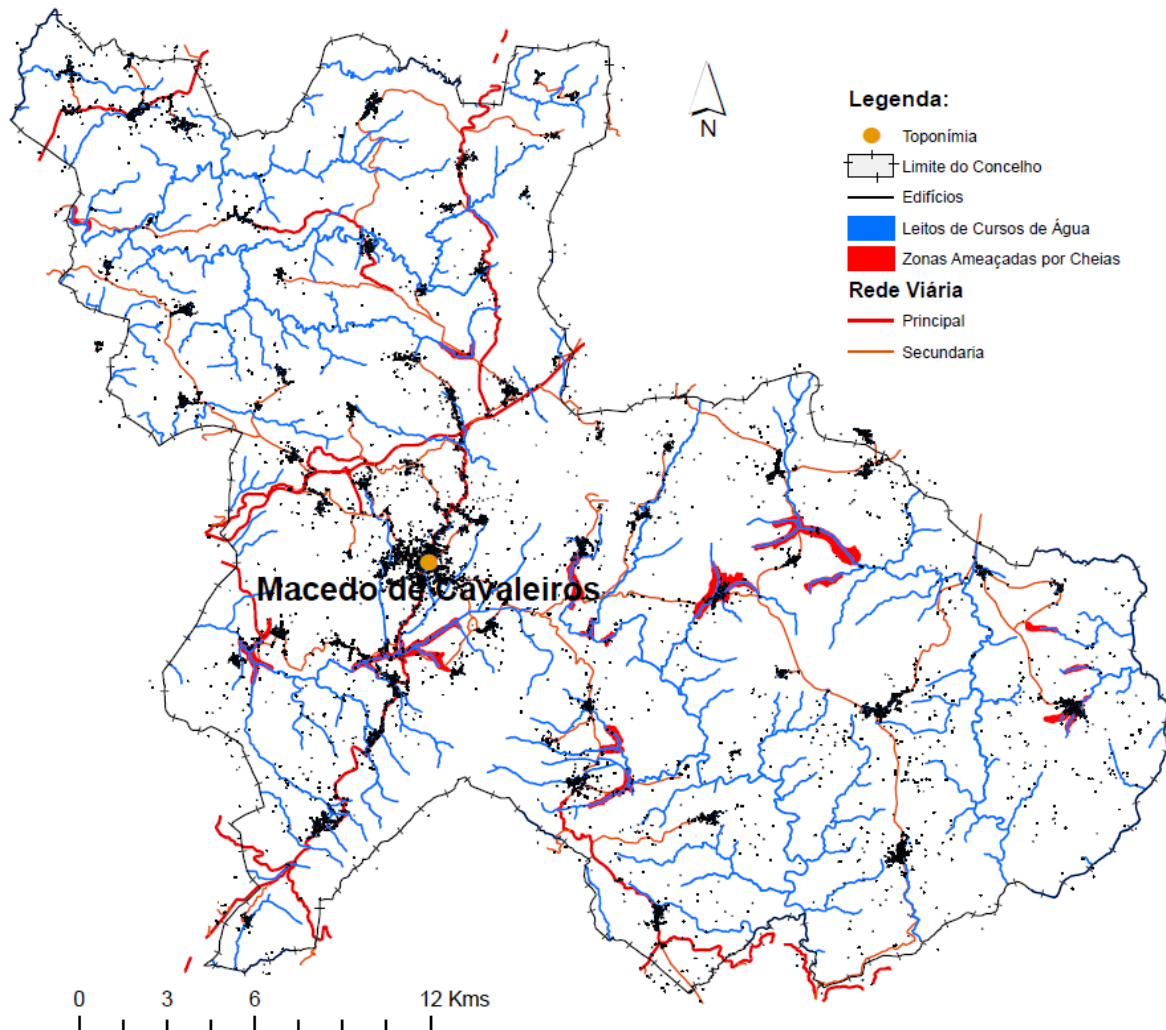 N
Legenda:
Toponímia
Limite do Concelho
Edifícios
Leitos de Cursos de Água
Zonas Ameaçadas por Cheias
Rede Viária
Principal
Secundaria
Macedo de Cavaleiros
0 3 6 12 Kms